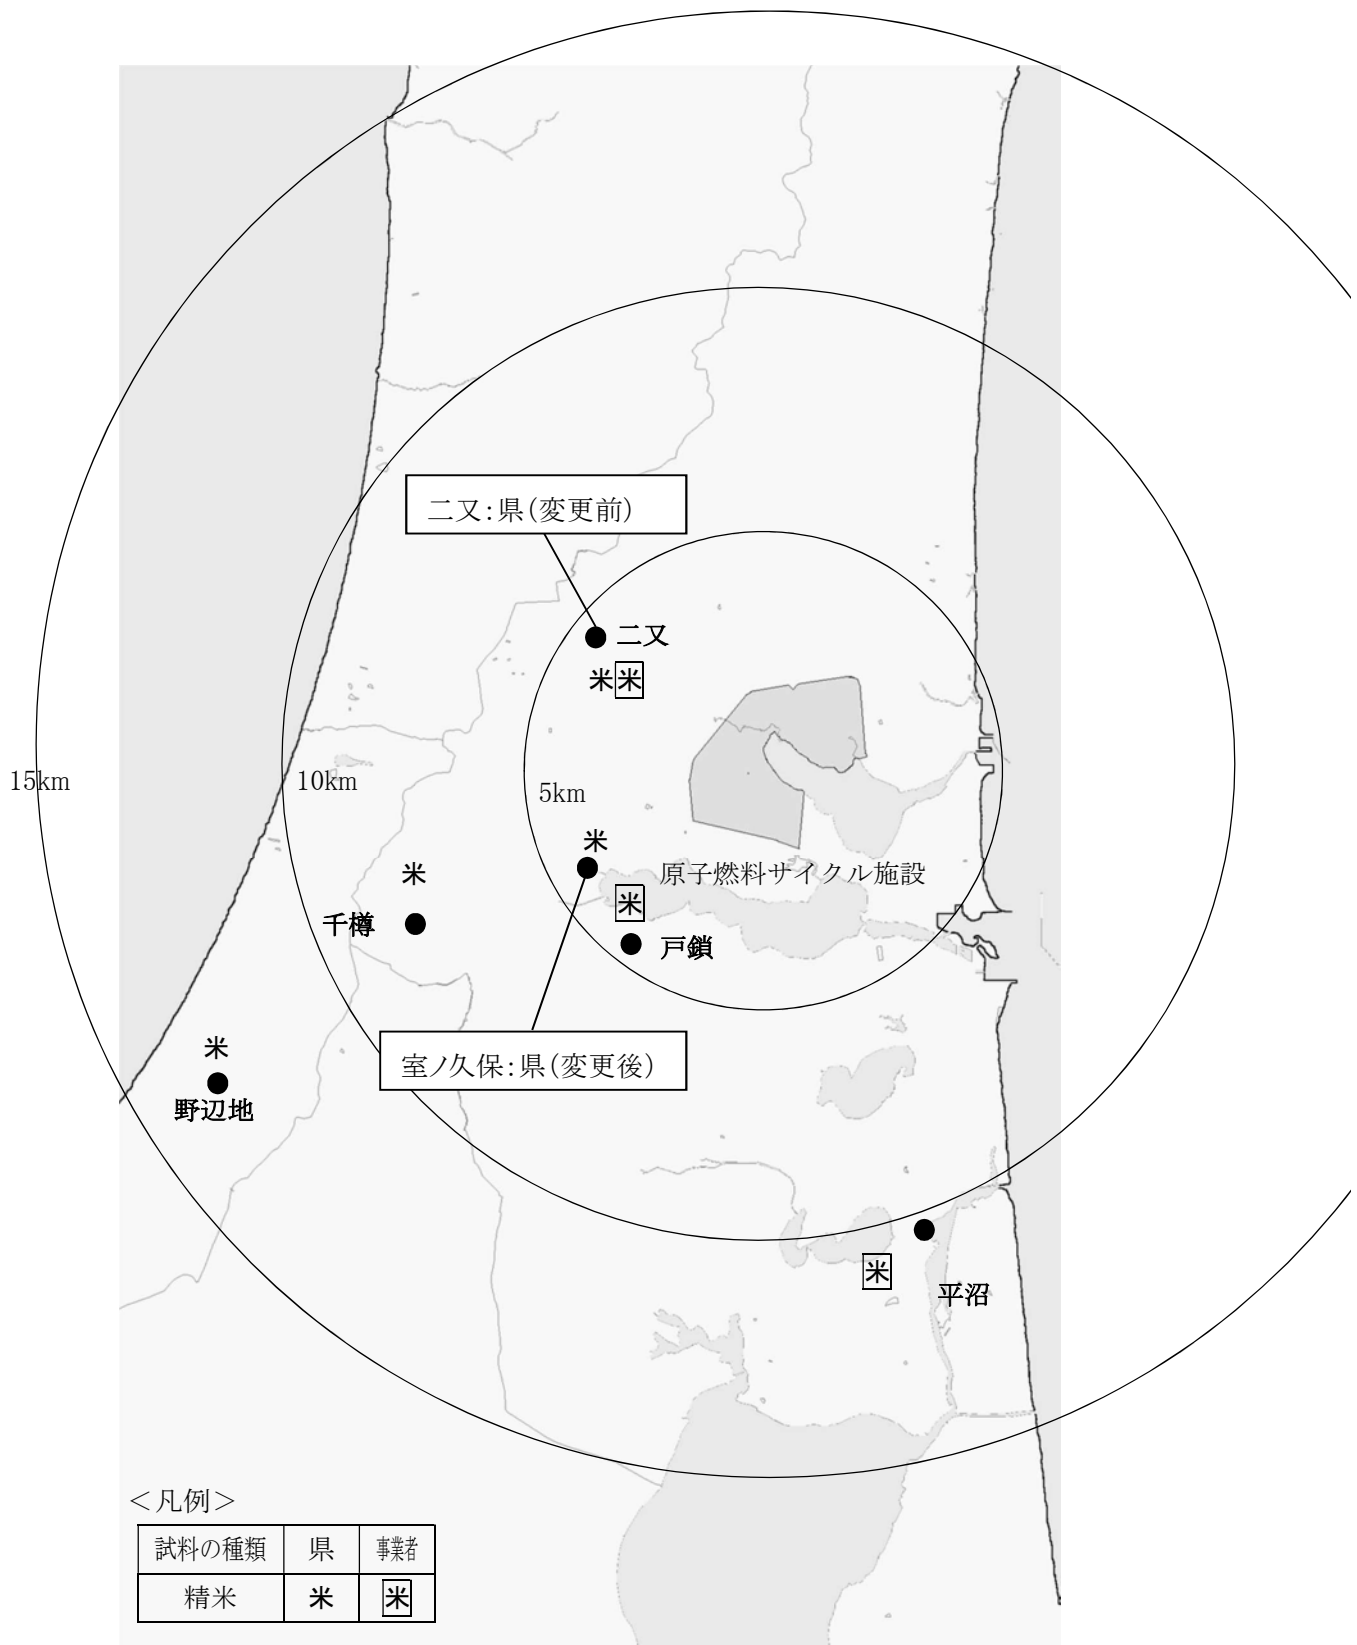 二又:県(変更前)
二又
米米
15km
10km
5km
米
米
原子燃料サイクル施設
米
千樽
戸鎖
米
室ノ久保:県(変更後)
野辺地
米
平沼
＜凡例＞
試料の種類 県 事業者
精米 米 米